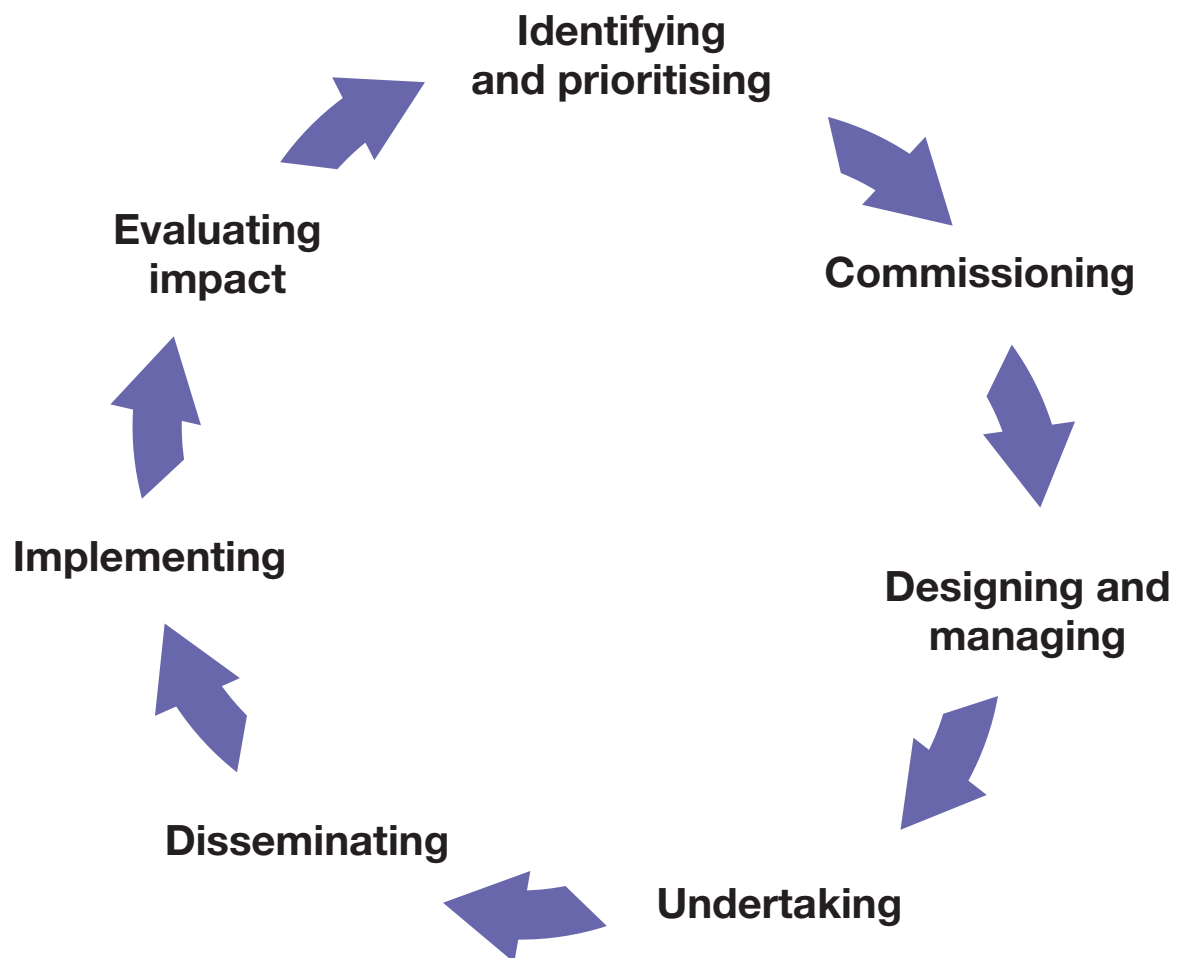 Identifying
and prioritising
Commissioning
Designing and
managing
Undertaking
Disseminating
Implementing
Evaluating
impact